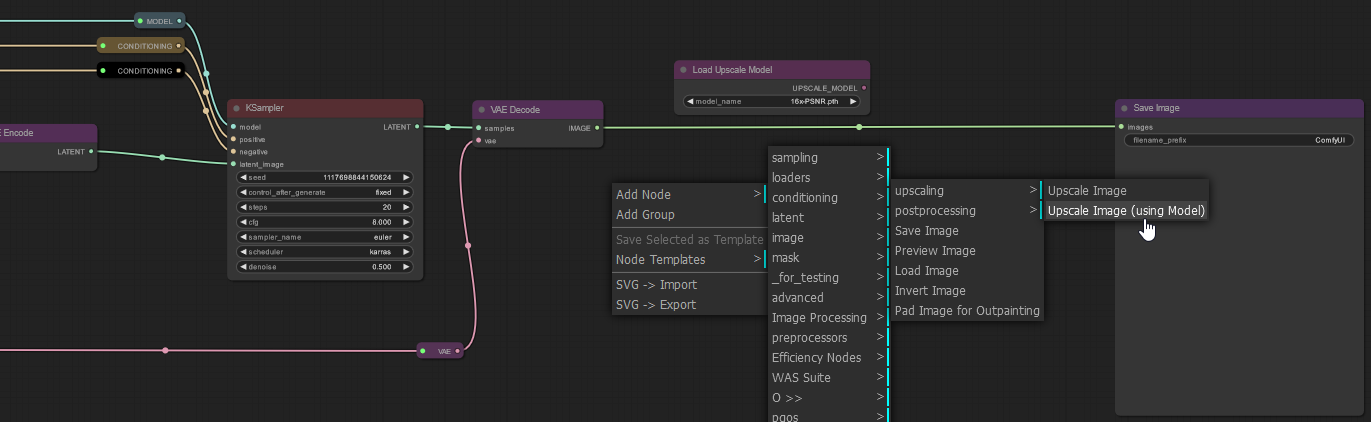 MODEL
CONDITIONING
CONDITIONING
E Encode
LATENT
KSampler
model
LATENT
positive
negative
latent_image
seed 1117698844150624
control_after_generate fixed
steps 20
cfg 8.000
sampler_name euler
scheduler karras
denoise 0.500
VAE Decode
samples
IMAGE
vae
VAE
Load Upscale Model
UPSCALE_MODEL
model_name 16x-PSNR.pth
Save Image
images
filename_prefix ComfyUI
Add Node >
Add Group
Save Selected as Template
Node Templates >
SVG -> Import
SVG -> Export
sampling >
loaders >
conditioning >
latent >
image >
mask >
_for_testing >
advanced >
Image Processing >
preprocessors >
Efficiency Nodes >
WAS Suite >
O >> >
pgos >
upscaling >
postprocessing >
Save Image
Preview Image
Load Image
Invert Image
Pad Image for Outpainting
Upscale Image
Upscale Image (using Model)